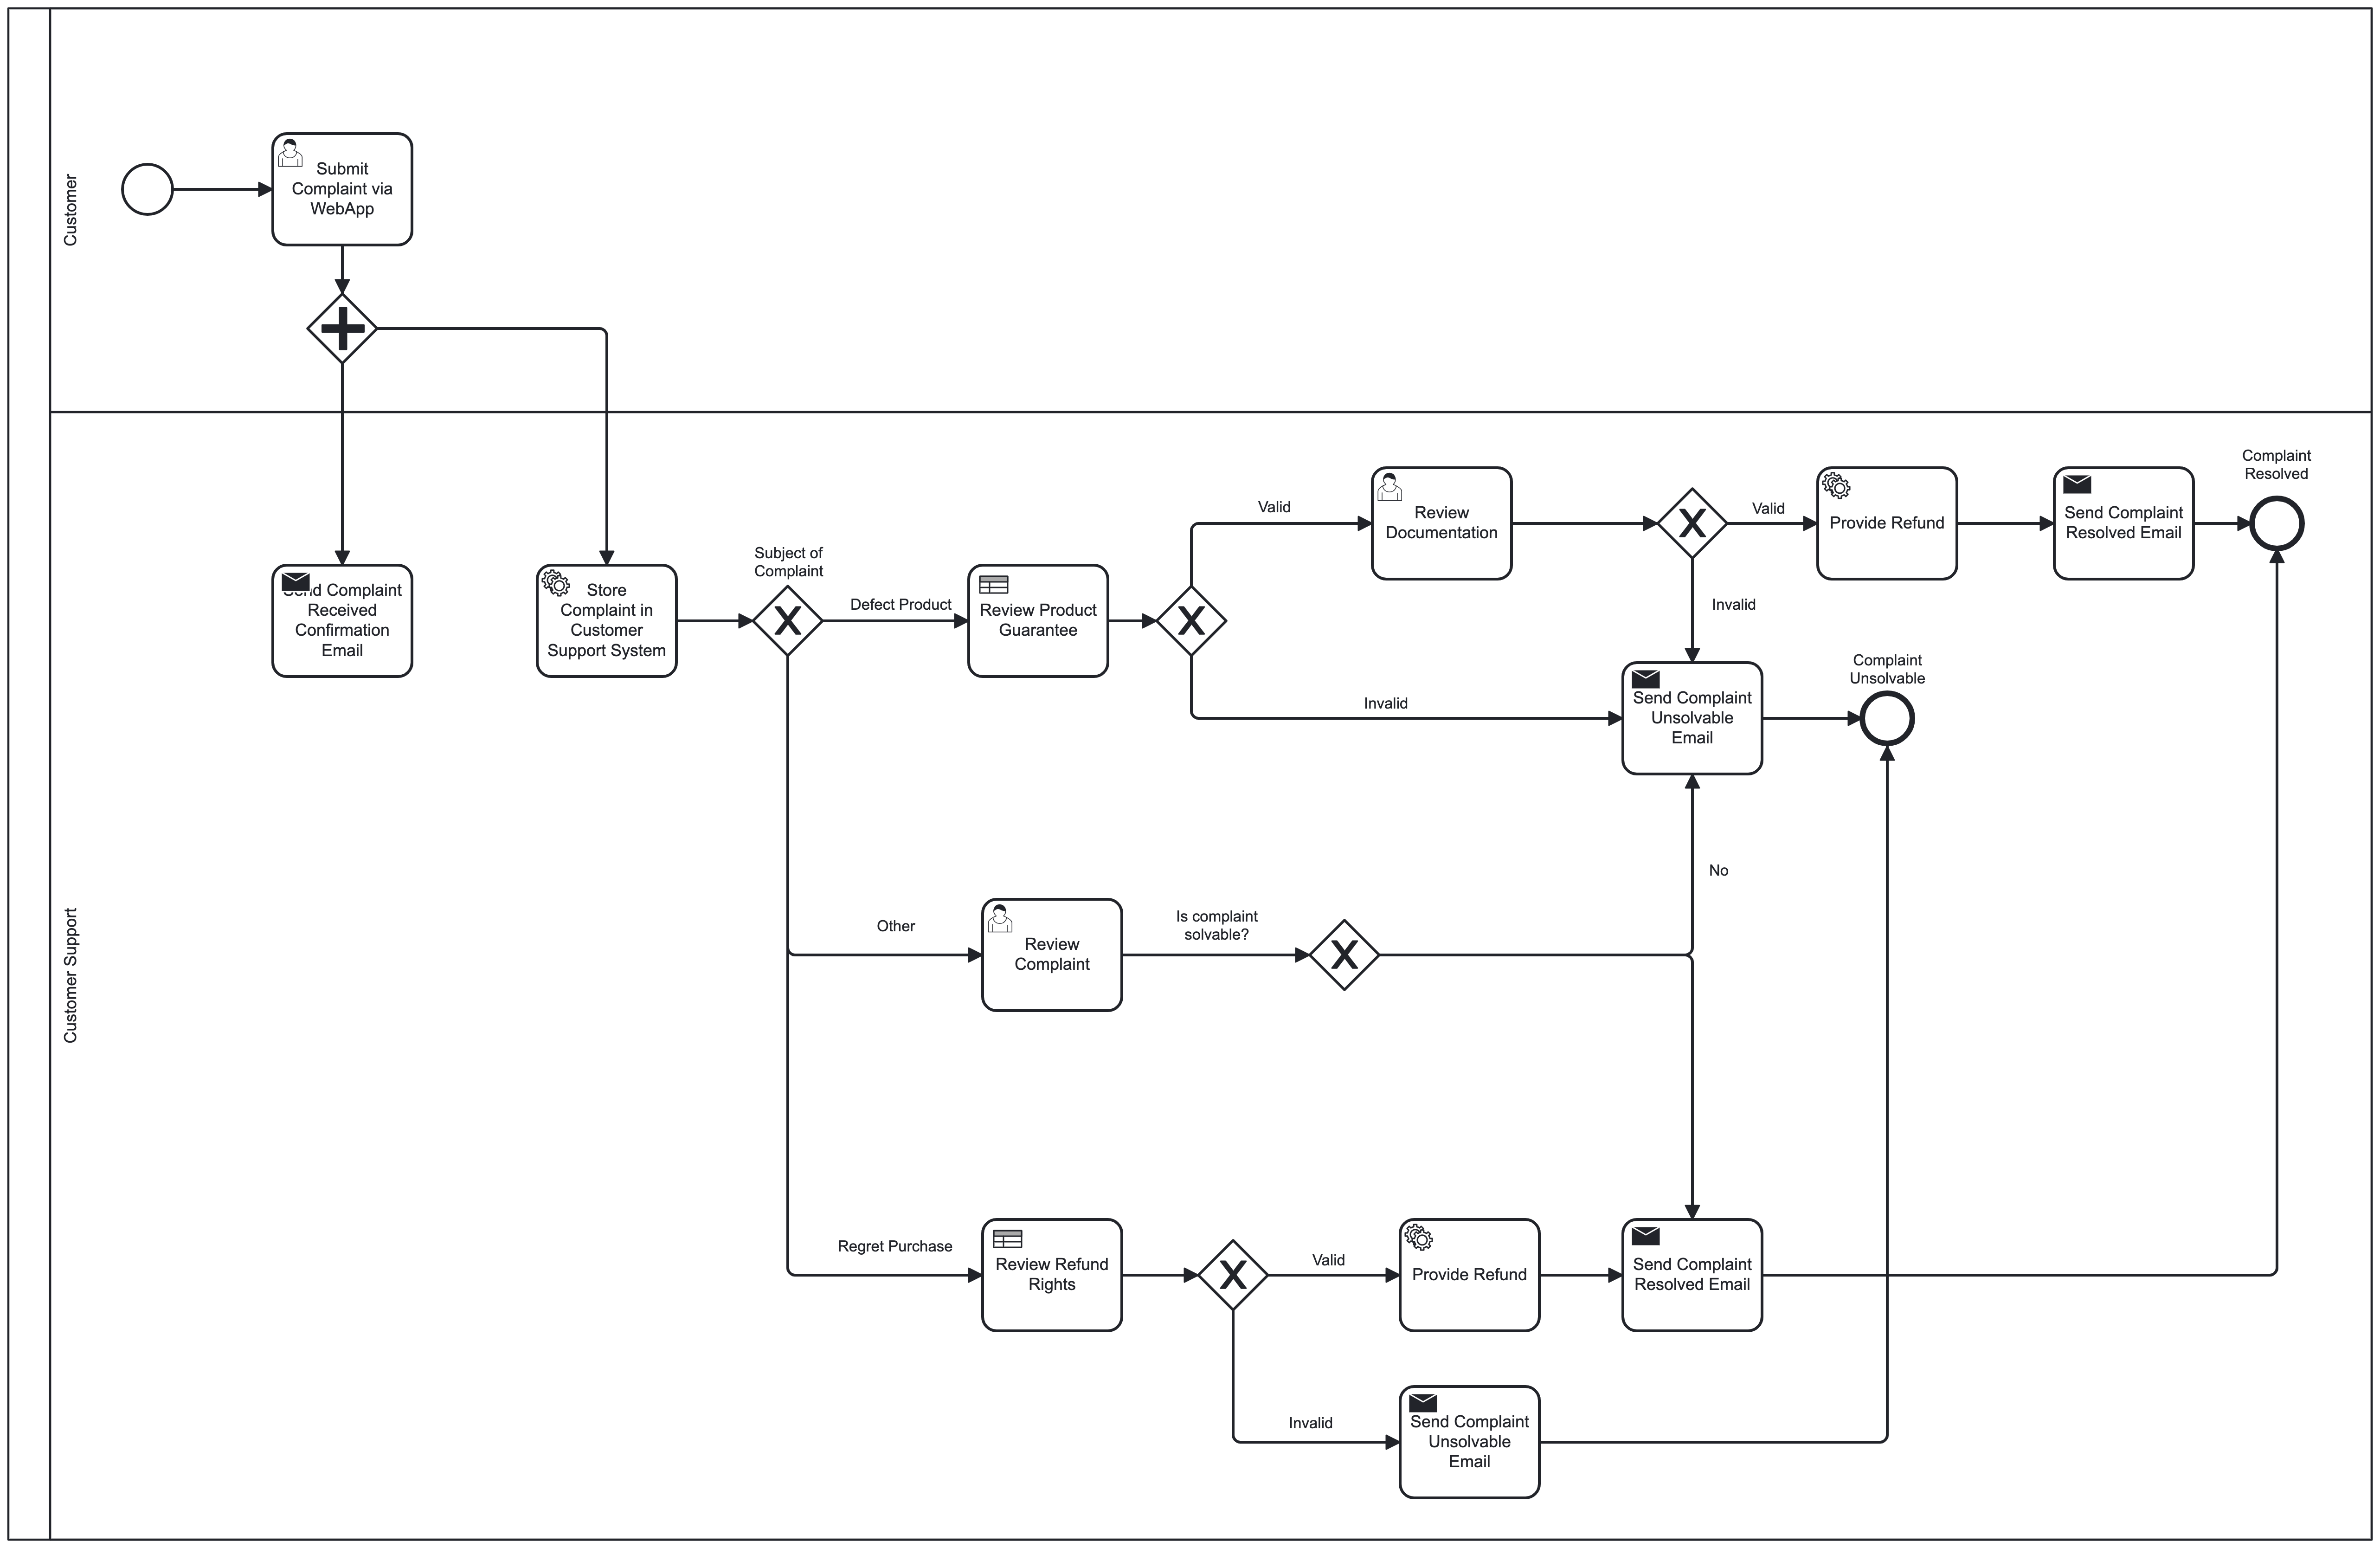 Customer
Submit
Complaint via
WebApp
Customer Support
Send Complaint
Received
Confirmation
Email
Store
Complaint in
Customer
Support System
Subject of
Complaint
Defect Product
Review Product
Guarantee
Valid
Review
Documentation
Valid
Provide Refund
Send Complaint
Resolved Email
Complaint
Resolved
Invalid
Invalid
Send Complaint
Unsolvable
Email
Complaint
Unsolvable
Other
Review
Complaint
Is complaint
solvable?
No
Regret Purchase
Review Refund
Rights
Valid
Provide Refund
Send Complaint
Resolved Email
Invalid
Send Complaint
Unsolvable
Email